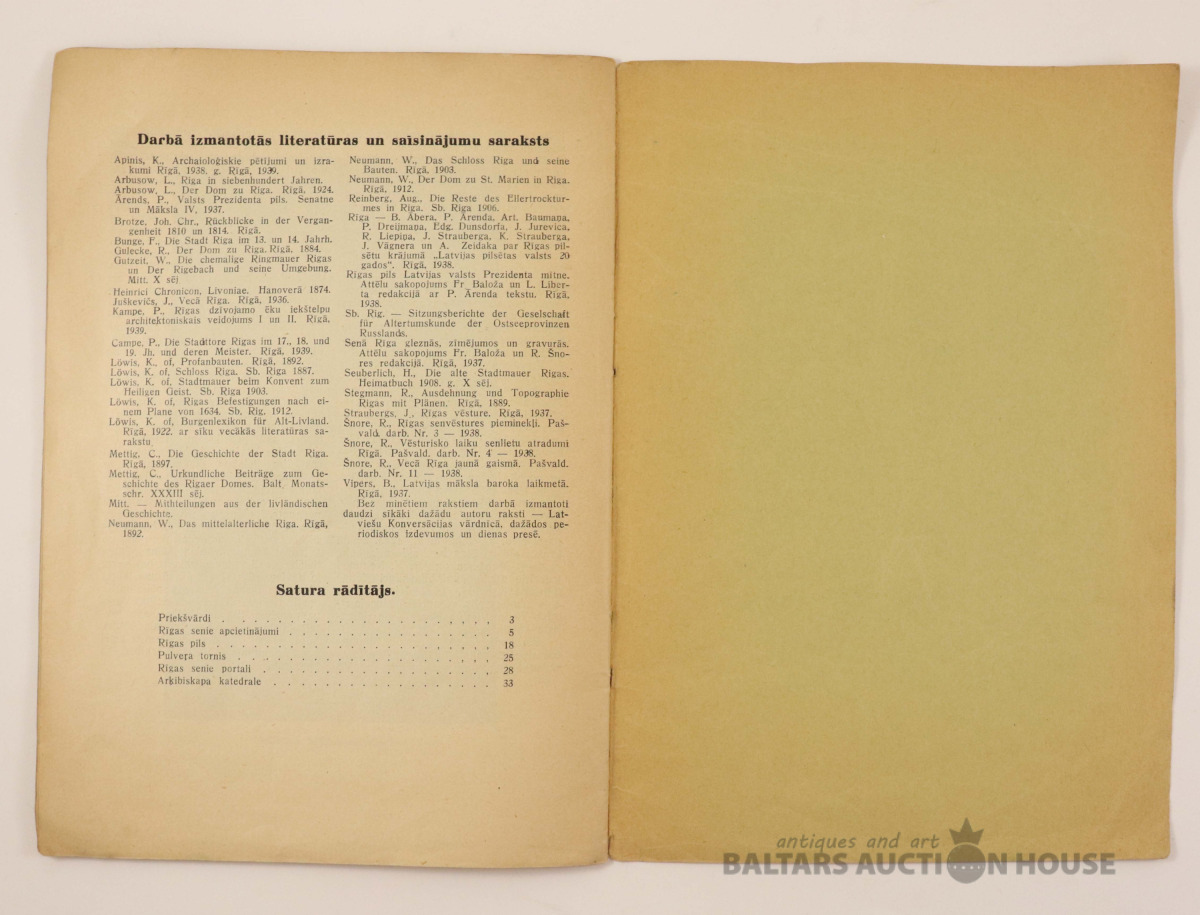 Darbā izmantotās literatūras un saīsinājumu saraksts
Apinis, K., Archaioloģiskie pētījumi un izra-
kumi Rīgā, 1938. g. Rīgā, 1939.
Arbusow, L., Riga in siebenhundert Jahren.
Arbusow, L., Der Dom zu Riga. Rīgā, 1924.
Ārends, P., Valsts Prezidenta pils. Senatne
un Māksla IV, 1937.
Brotze, Joh. Chr., Rückblicke in der Vergan-
genheit 1810 un 1814. Rīgā.
Bunge, F., Die Stadt Riga im 13. un 14. Jahrh.
Gulecke, R., Der Dom zu Riga. Rīgā, 1884.
Gutzeit, W., Die chemalige Ringmauer Rigas
un Der Rigebach und seine Umgebung.
Mitt. X sēj
Heinrici Chronicon, Livoniae. Hanoverā 1874.
Juškevičs, J., Vecā Rīga. Rīgā, 1936.
Kampe, P., Rīgas dzīvojamo ēku iekštelpu
architektoniskais veidojums I un II. Rīgā,
1939.
Campe, P., Die Stadttore Rigas im 17., 18. und
19. Jh. und deren Meister. Rīgā, 1939.
Löwis, K., of, Profanbauten. Rīgā, 1892.
Löwis, K. of, Schloss Riga. Sb. Riga 1887.
Löwis, K. of, Stadtmauer beim Konvent zum
Heiligen Geist. Sb. Riga 1903.
Löwis, K. of, Rigas Befestigungen nach ei-
nem Plane von 1634. Sb. Rig. 1912.
Löwis, K. of, Burgenlexikon für Alt-Livland.
Rīgā, 1922. ar sīku vecākās literatūras sa-
rakstu
Mettig, C., Die Geschichte der Stadt Riga.
Rīgā, 1897.
Mettig, C., Urkundliche Beiträge zum Ge-
schichte des Rigaer Domes. Balt. Monats-
schr. XXXIII sēj.
Mitt. — Mithteilungen aus der livländischen
Geschichte.
Neumann, W., Das mittelalterliche Riga. Rīgā,
1892.
Neumann, W., Das Schloss Riga und seine
Bauten. Rīgā, 1903.
Neumann, W., Der Dom zu St. Marien in Riga.
Rīgā, 1912.
Reinberg, Aug., Die Reste des Ellertrocktur-
mes in Riga. Sb. Riga 1906.
Rīga — B. Ābera, P. Ārenda, Art. Baumaņa,
P. Dreijmaņa, Edg. Dunsdorfa, J. Jurevica,
R. Liepiņa, J. Strauberga, K. Strauberga,
J. Vāgnera un A. Zeidaka par Rīgas pil-
sētu krājumā „Latvijas pilsētas valsts 20
gados". Rīgā, 1938.
Rīgas pils Latvijas valsts Prezidenta mītne.
Attēlu sakopojums Fr. Baloža un L. Liber-
ta redakcijā ar P. Ārenda tekstu. Rīgā,
1938.
Sb. Rig. — Sitzungsberichte der Geselschaft
für Altertumskunde der Ostseeprovinzen
Russlands.
Senā Rīga gleznās, zīmējumos un gravurās.
Attēlu sakopojums Fr. Baloža un R. Šno-
res redakcijā. Rīgā, 1937.
Seuberlich, H., Die alte Stadtmauer Rigas.
Heimatbuch 1908. g. X sēj.
Stegmann, R., Ausdehnung und Topographie
Rigas mit Plänen. Rīgā, 1889.
Straubergs, J., Rīgas vēsture. Rīgā, 1937.
Šnore, R., Rīgas senvēstures pieminekļi. Paš-
vald. darb. Nr. 3 — 1938.
Šnore, R., Vēsturisko laiku senlietu atradumi
Rīgā. Pašvald. darb. Nr. 4 — 1938.
Šnore, R., Vecā Rīga jaunā gaismā. Pašvald.
darb. Nr. 11 — 1938.
Vipers, B., Latvijas māksla baroka laikmetā.
Rīgā, 1937.
Bez minētiem rakstiem darbā izmantoti
daudzi sīkāki dažādu autoru raksti — Lat-
viešu Konversācijas vārdnīcā, dažādos pe-
riodiskos izdevumos un dienas presē.
Satura rādītājs.
Priekšvārdi . . . . . . . . . . . . . . . . . . . . . 3
Rīgas senie apcietinājumi . . . . . . . . . . . . . . . . 5
Rīgas pils . . . . . . . . . . . . . . . . . . . . . 18
Pulveŗa tornis . . . . . . . . . . . . . . . . . . . . 25
Rīgas senie portali . . . . . . . . . . . . . . . . . . 28
Arķibiskapa katedrale . . . . . . . . . . . . . . . . . 33
antiques and art
BALTARS AUCTION HOUSE